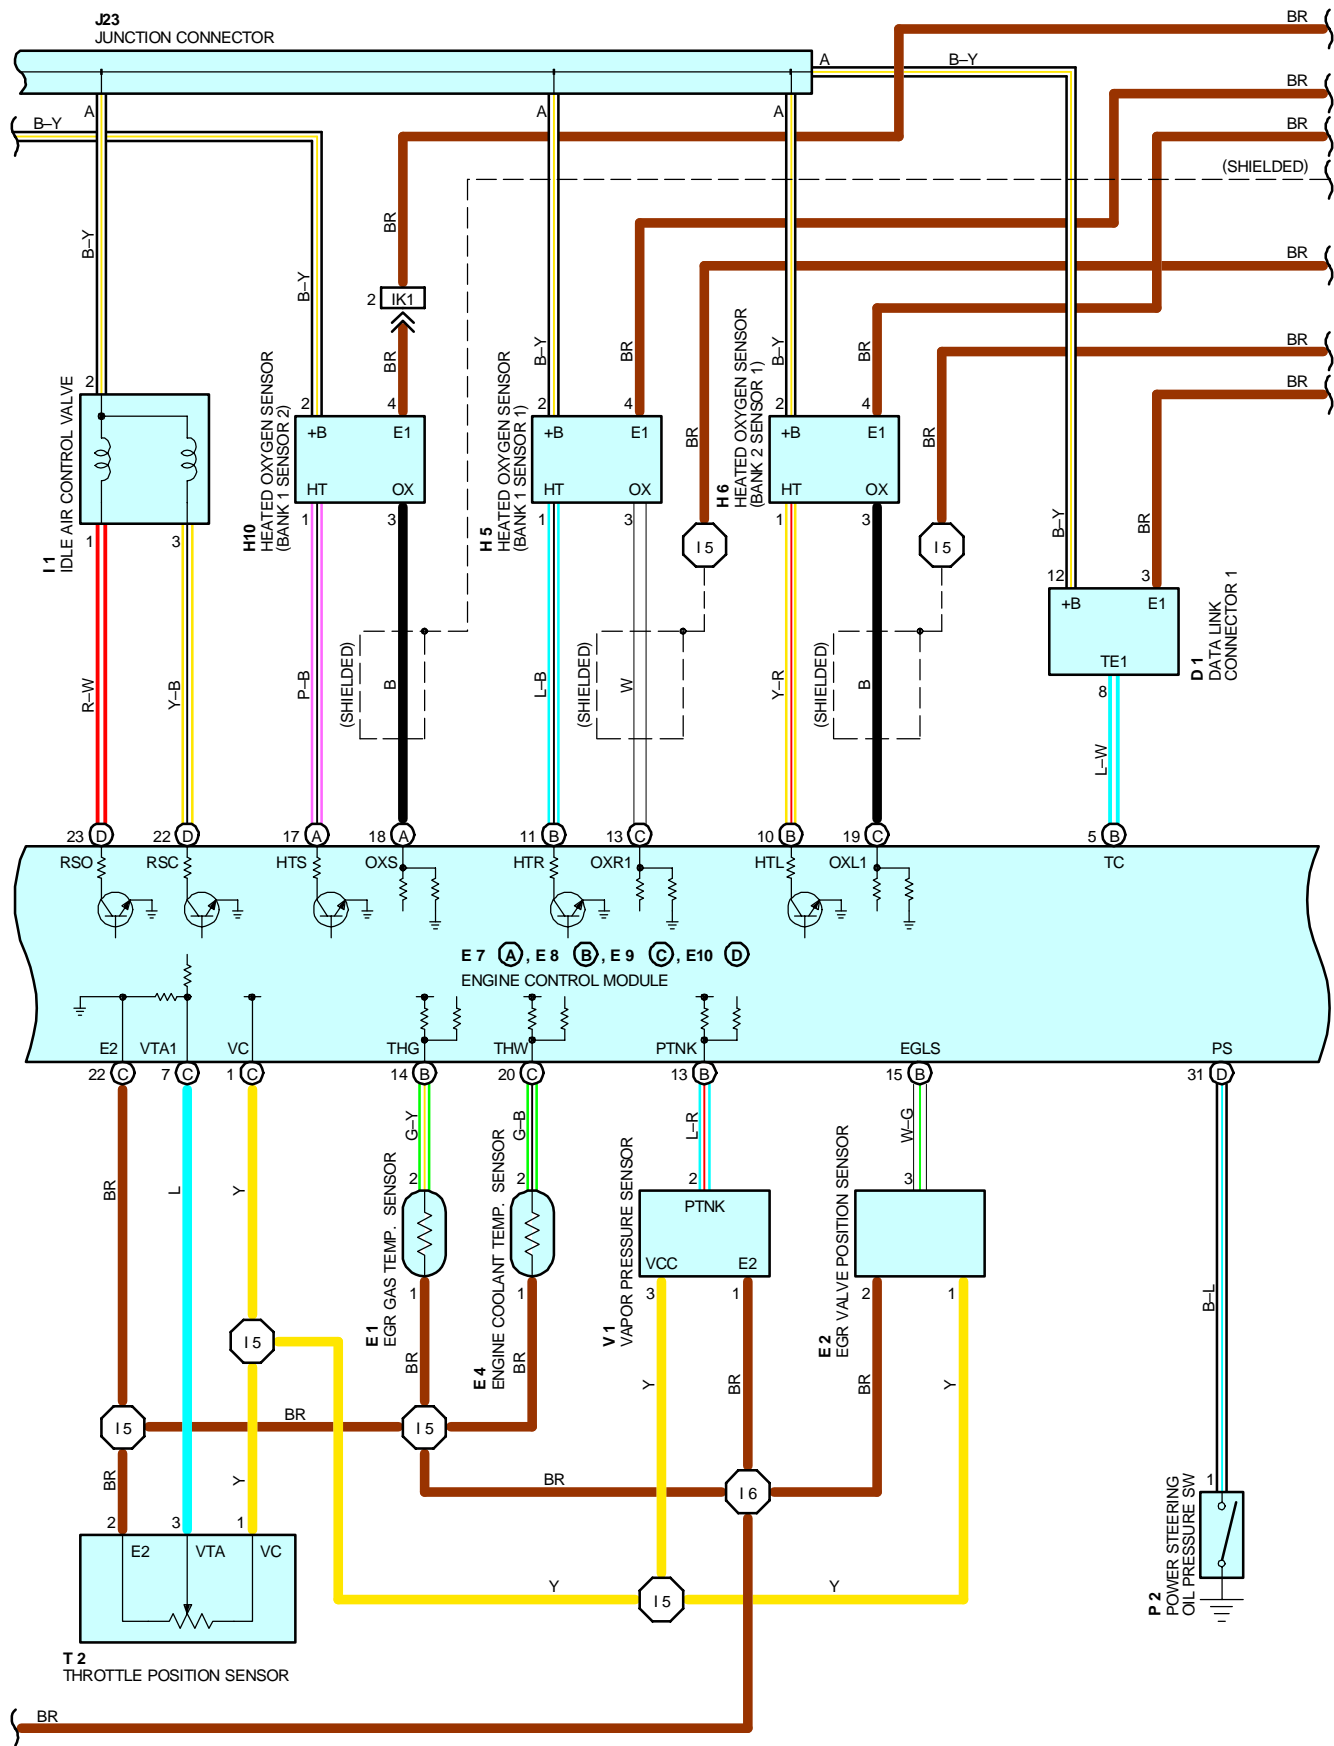 J23
JUNCTION CONNECTOR
BR
A
B–Y
BR
A
A
A
B–Y
BR
(SHIELDED)
BR
B–Y
B–Y
BR
2
IK1
BR
B–Y
BR
B–Y
BR
BR
BR
BR
BR
BR
2
I 1
IDLE AIR CONTROL VALVE
1
3
H10
HEATED OXYGEN SENSOR
(BANK 1 SENSOR 2)
2
4
+B
E1
HT
OX
1
3
H 5
HEATED OXYGEN SENSOR
(BANK 1 SENSOR 1)
2
4
+B
E1
HT
OX
1
3
I 5
H 6
HEATED OXYGEN SENSOR
(BANK 2 SENSOR 1)
2
4
+B
E1
HT
OX
1
3
I 5
B–Y
BR
12
3
+B
E1
TE1
8
D 1
DATA LINK
CONNECTOR 1
R–W
Y–B
P–B
(SHIELDED)
B
L–B
(SHIELDED)
W
Y–R
(SHIELDED)
B
L–W
23 D
22 D
17 A
18 A
11 B
13 C
10 B
19 C
5 B
RSO
RSC
HTS
OXS
HTR
OXR1
HTL
OXL1
TC
E 7 A , E 8 B , E 9 C , E10 D
ENGINE CONTROL MODULE
E2
VTA1
VC
THG
THW
PTNK
EGLS
PS
22 C
7 C
1 C
14 B
20 C
13 B
15 B
31 D
BR
L
Y
G–Y
G–B
L–R
W–G
B–L
2
E 1
EGR GAS TEMP. SENSOR
1
2
E 4
ENGINE COOLANT TEMP. SENSOR
1
2
PTNK
VCC
E2
3
1
V 1
VAPOR PRESSURE SENSOR
3
E 2
EGR VALVE POSITION SENSOR
2
1
I 5
BR
BR
Y
BR
BR
Y
I 5
BR
I 5
BR
Y
BR
I 6
2
3
1
E2
VTA
VC
Y
I 5
Y
1
P 2
POWER STEERING
OIL PRESSURE SW
T 2
THROTTLE POSITION SENSOR
BR